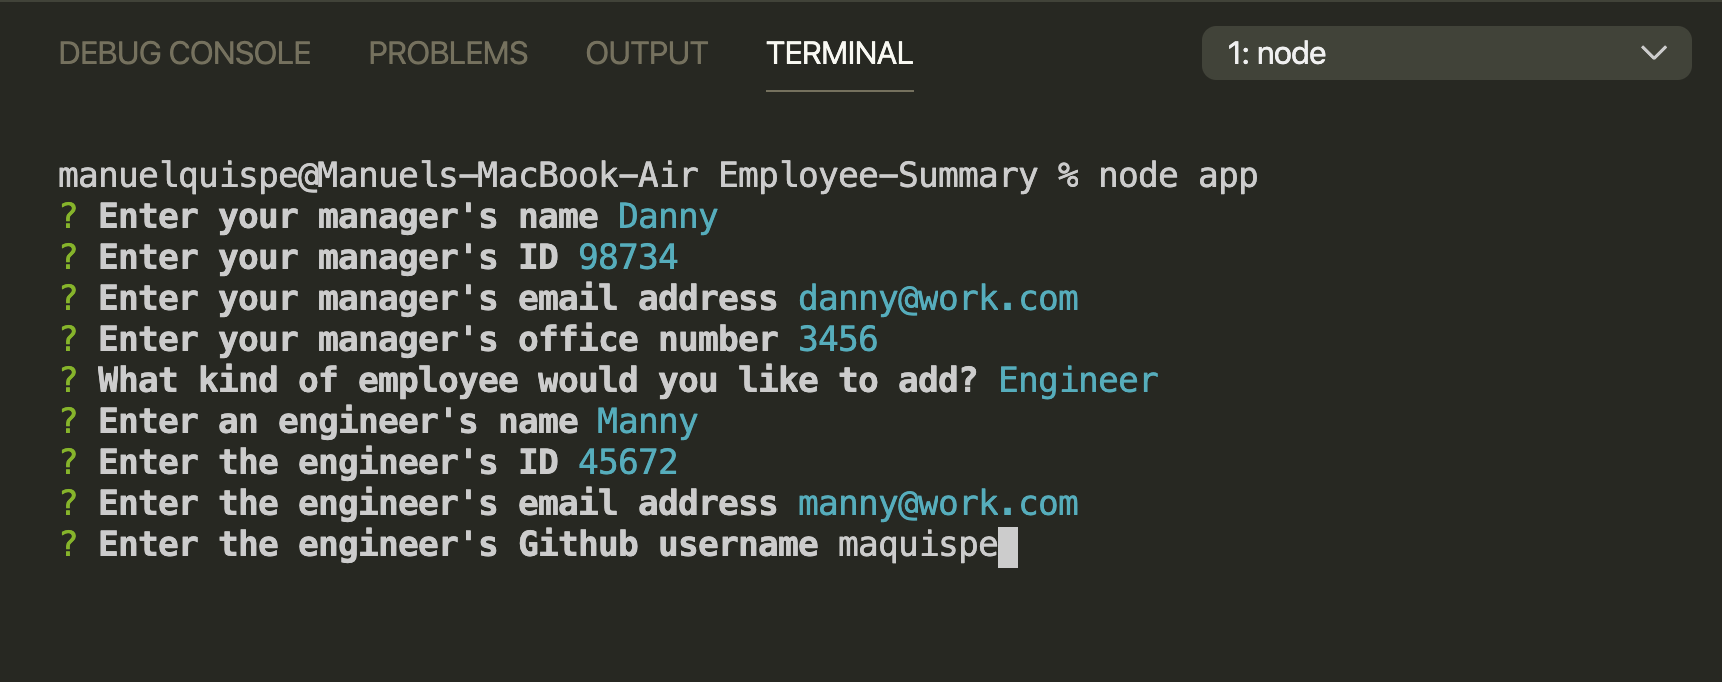 DEBUG CONSOLE PROBLEMS OUTPUT TERMINAL 1: node
manuelquispe@Manuels-MacBook-Air Employee-Summary % node app
? Enter your manager's name Danny
? Enter your manager's ID 98734
? Enter your manager's email address danny@work.com
? Enter your manager's office number 3456
? What kind of employee would you like to add? Engineer
? Enter an engineer's name Manny
? Enter the engineer's ID 45672
? Enter the engineer's email address manny@work.com
? Enter the engineer's Github username maquispe